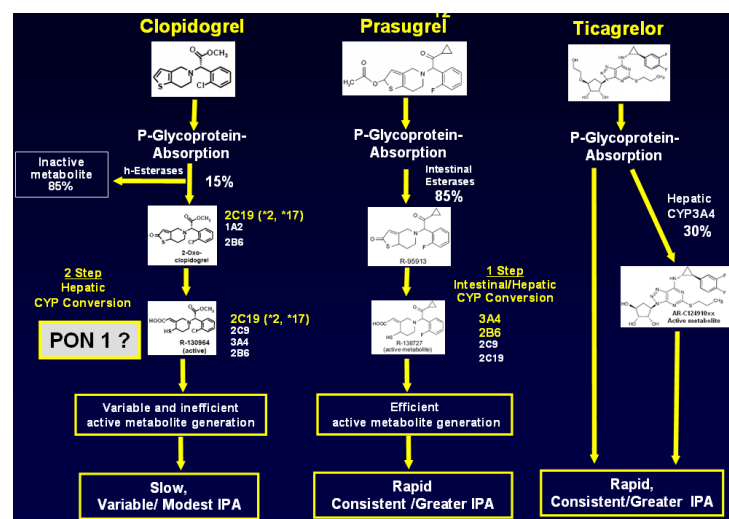 12
Clopidogrel
Prasugrel
Ticagrelor
P-Glycoprotein-
Absorption
Inactive
metabolite
85%
h-Esterases
15%
2C19 (*2, *17)
1A2
2B6
2-Oxo-
clopidogrel
2 Step
Hepatic
CYP Conversion
PON 1 ?
R-130964
(active)
2C19 (*2, *17)
2C9
3A4
2B6
Variable and inefficient
active metabolite generation
Slow,
Variable/ Modest IPA
P-Glycoprotein-
Absorption
Intestinal
Esterases
85%
R-95913
1 Step
Intestinal/Hepatic
CYP Conversion
R-138727
(active metabolite)
3A4
2B6
2C9
2C19
Efficient
active metabolite generation
Rapid
Consistent /Greater IPA
P-Glycoprotein-
Absorption
Hepatic
CYP3A4
30%
AR-C124910xx
Active metabolite
Rapid,
Consistent/Greater IPA